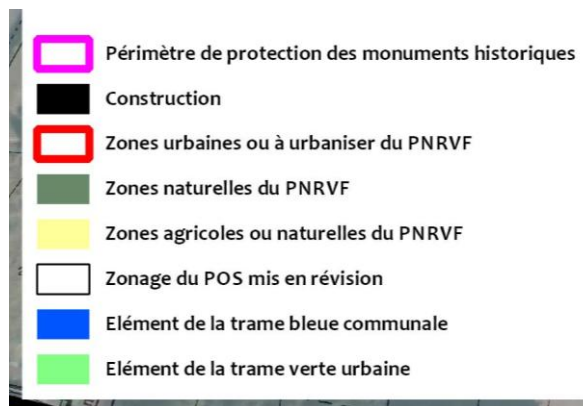 Périmètre de protection des monuments historiques
Construction
Zones urbaines ou à urbaniser du PNRVF
Zones naturelles du PNRVF
Zones agricoles ou naturelles du PNRVF
Zonage du POS mis en révision
Elément de la trame bleue communale
Elément de la trame verte urbaine